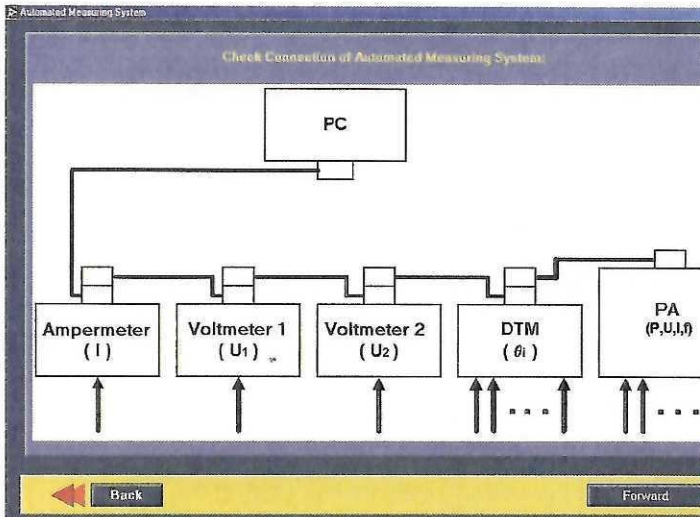 Automated Measuring System
Check Connection of Automated Measuring System:
PC
Ampermeter
( I )
Voltmeter 1
( U1 )
Voltmeter 2
( U2 )
DTM
( θi )
PA
(P,U,I,f)
Back
Forward